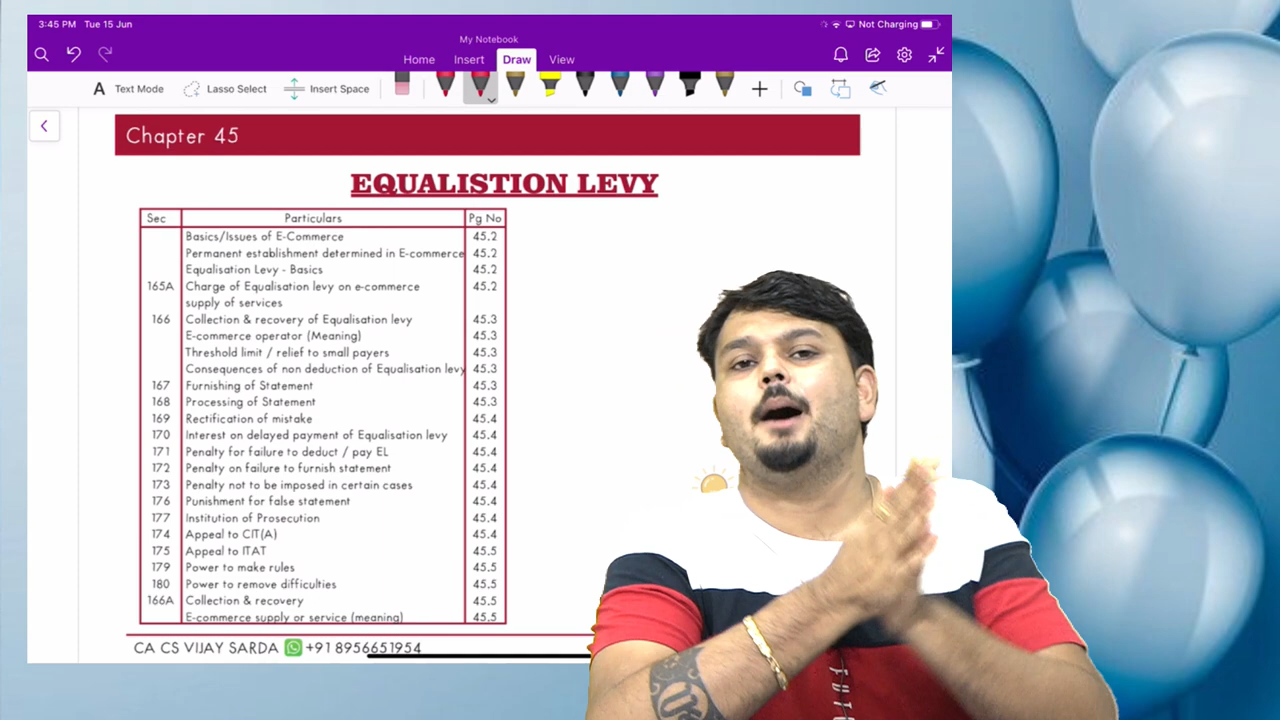 3:45 PM Tue 15 Jun
Not Charging
My Notebook
Home Insert Draw View
A Text Mode Lasso Select Insert Space
Chapter 45
EQUALISTION LEVY
Sec Particulars Pg No
Basics/Issues of E-Commerce 45.2
Permanent establishment determined in E-commerce 45.2
Equalisation Levy - Basics 45.2
165A Charge of Equalisation levy on e-commerce 45.2
supply of services
166 Collection & recovery of Equalisation levy 45.3
E-commerce operator (Meaning) 45.3
Threshold limit / relief to small payers 45.3
Consequences of non deduction of Equalisation levy 45.3
167 Furnishing of Statement 45.3
168 Processing of Statement 45.3
169 Rectification of mistake 45.4
170 Interest on delayed payment of Equalisation levy 45.4
171 Penalty for failure to deduct / pay EL 45.4
172 Penalty on failure to furnish statement 45.4
173 Penalty not to be imposed in certain cases 45.4
176 Punishment for false statement 45.4
177 Institution of Prosecution 45.4
174 Appeal to CIT(A) 45.4
175 Appeal to ITAT 45.5
179 Power to make rules 45.5
180 Power to remove difficulties 45.5
166A Collection & recovery 45.5
E-commerce supply or service (meaning) 45.5
CA CS VIJAY SARDA +91 8956651954